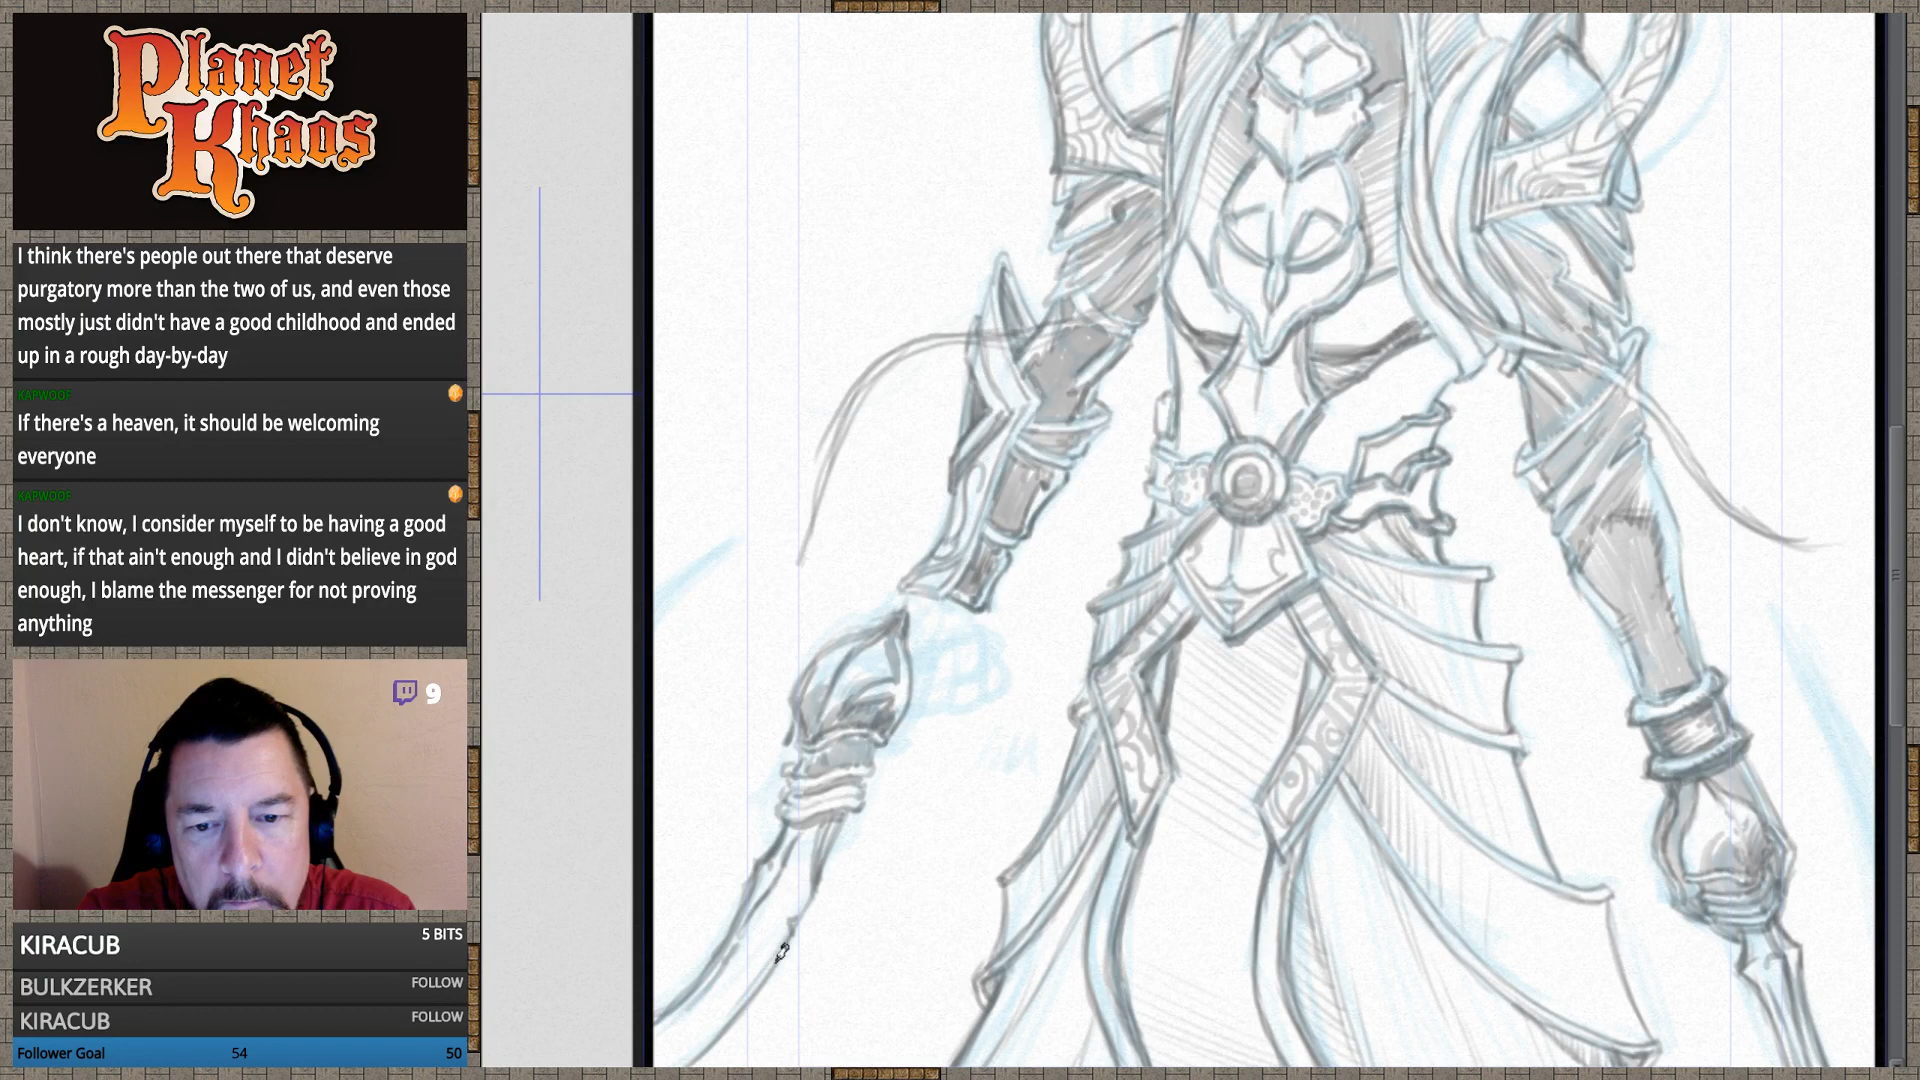 Planet
Khaos
I think there's people out there that deserve
purgatory more than the two of us, and even those
mostly just didn't have a good childhood and ended
up in a rough day-by-day
KAPWOOF
If there's a heaven, it should be welcoming
everyone
KAPWOOF
I don't know, I consider myself to be having a good
heart, if that ain't enough and I didn't believe in god
enough, I blame the messenger for not proving
anything
9
KIRACUB 5 BITS
BULKZERKER FOLLOW
KIRACUB FOLLOW
Follower Goal 54 50